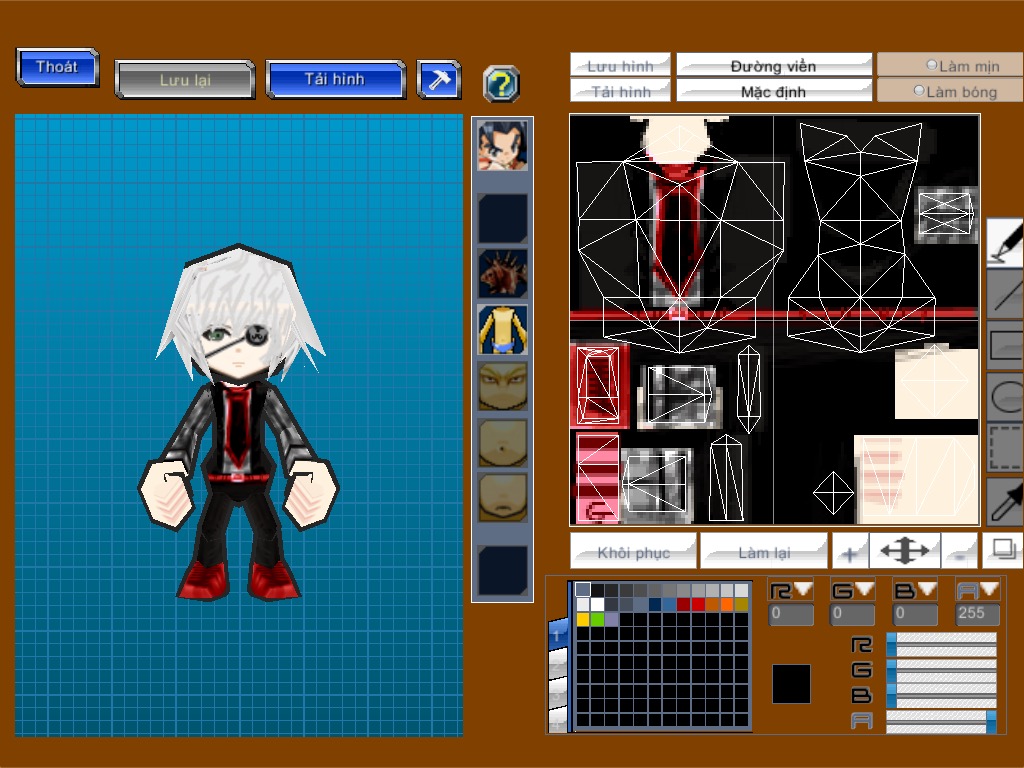 Thoát
Lưu lại
Tải hình
Lưu hình
Đường viền
Làm mịn
Tải hình
Mặc định
Làm bóng
Khôi phục
Làm lại
R G B A
0 0 0 255
1
R
G
B
A